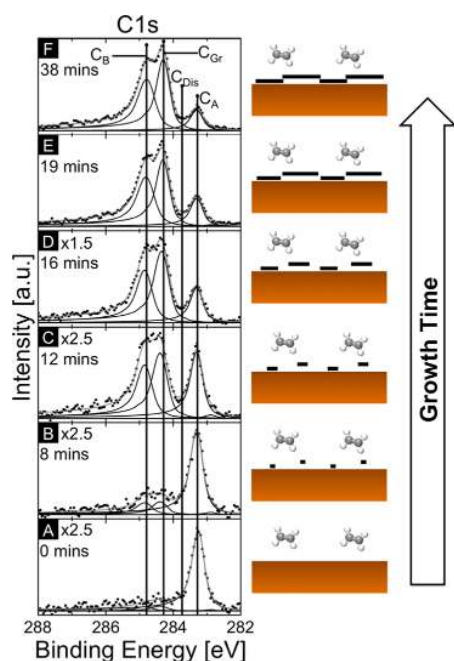 C1s
C_B
C_Gr
C_Dis
C_A
F
38 mins
E
19 mins
D x1.5
16 mins
C x2.5
12 mins
B x2.5
8 mins
A x2.5
0 mins
Intensity [a.u.]
288 286 284 282
Binding Energy [eV]
Growth Time